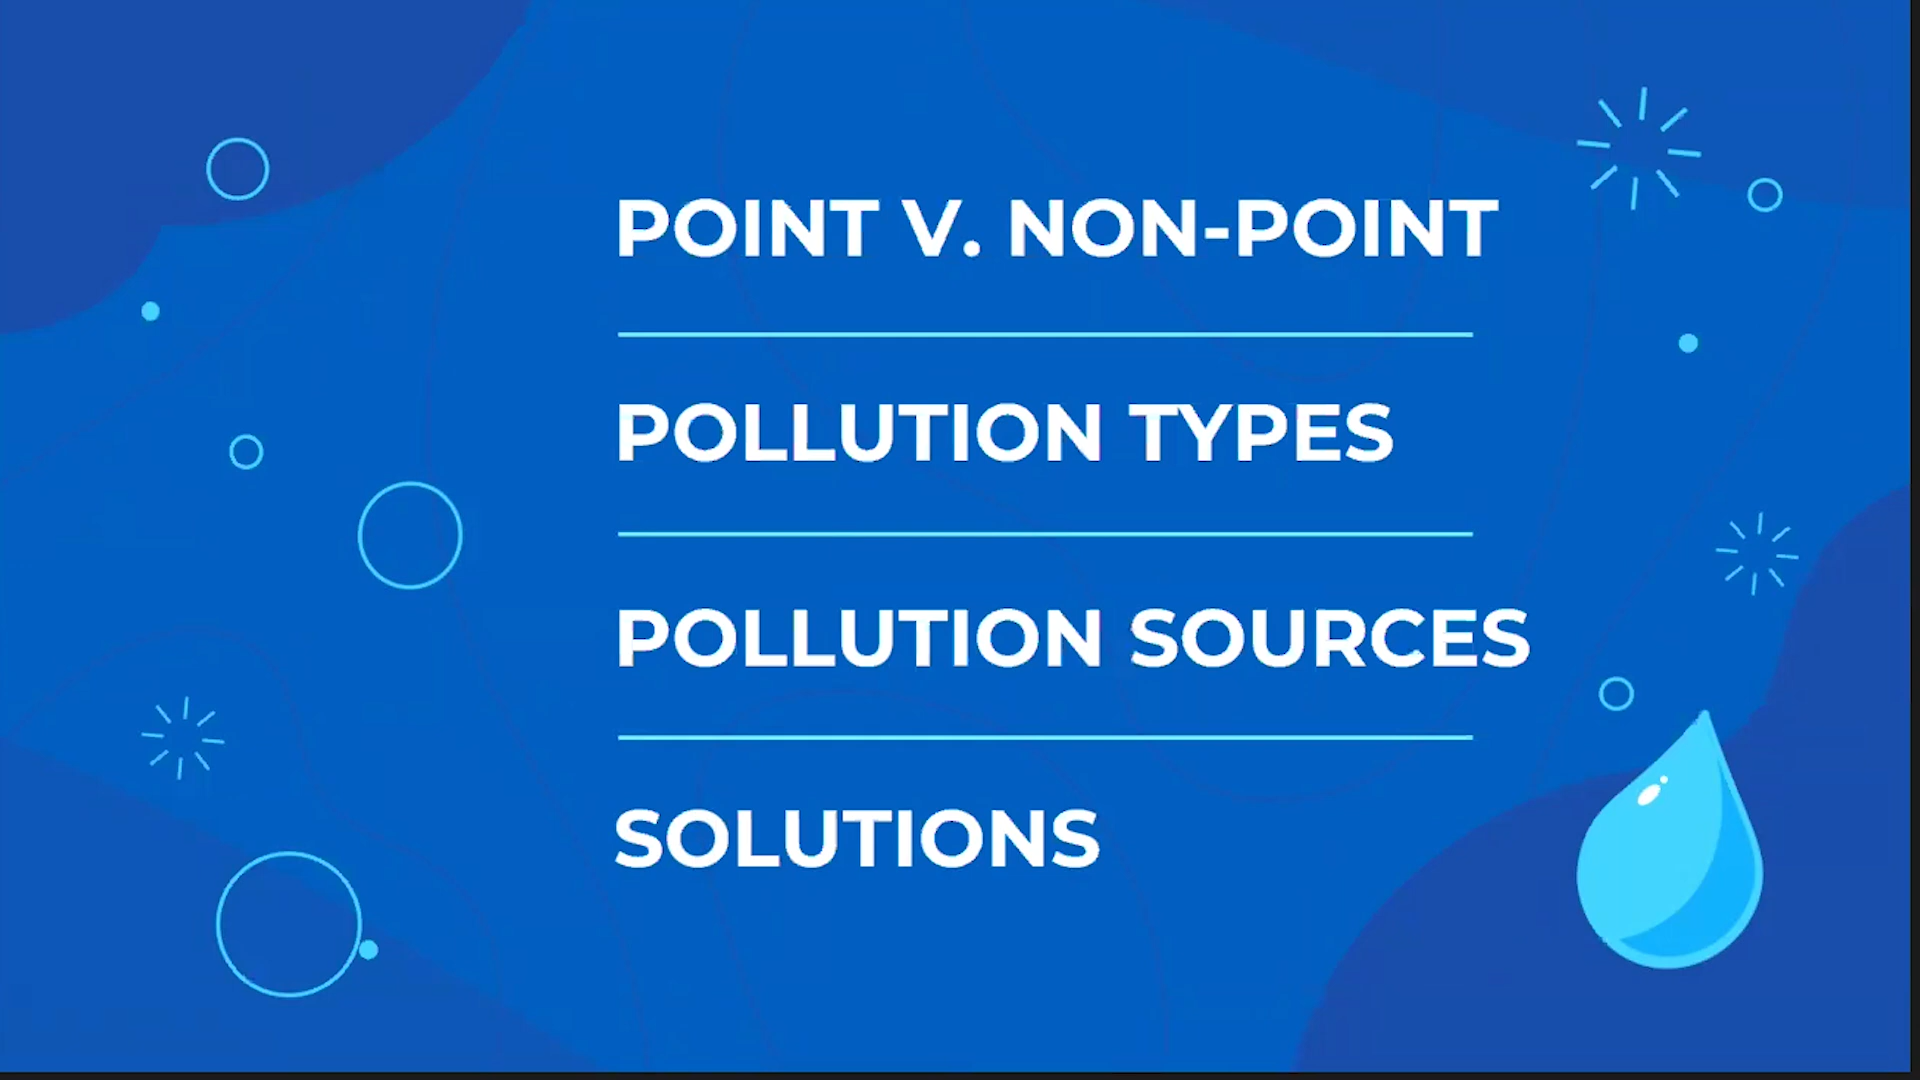 POINT V. NON-POINT
POLLUTION TYPES
POLLUTION SOURCES
SOLUTIONS